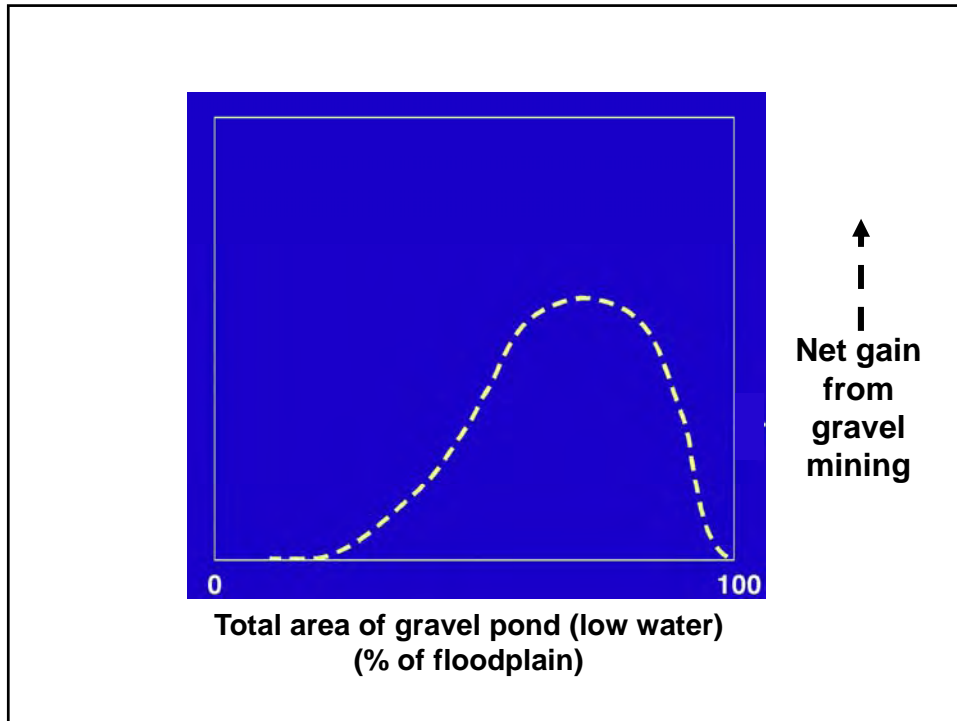 Net gain
from
gravel
mining
0
100
Total area of gravel pond (low water)
(% of floodplain)